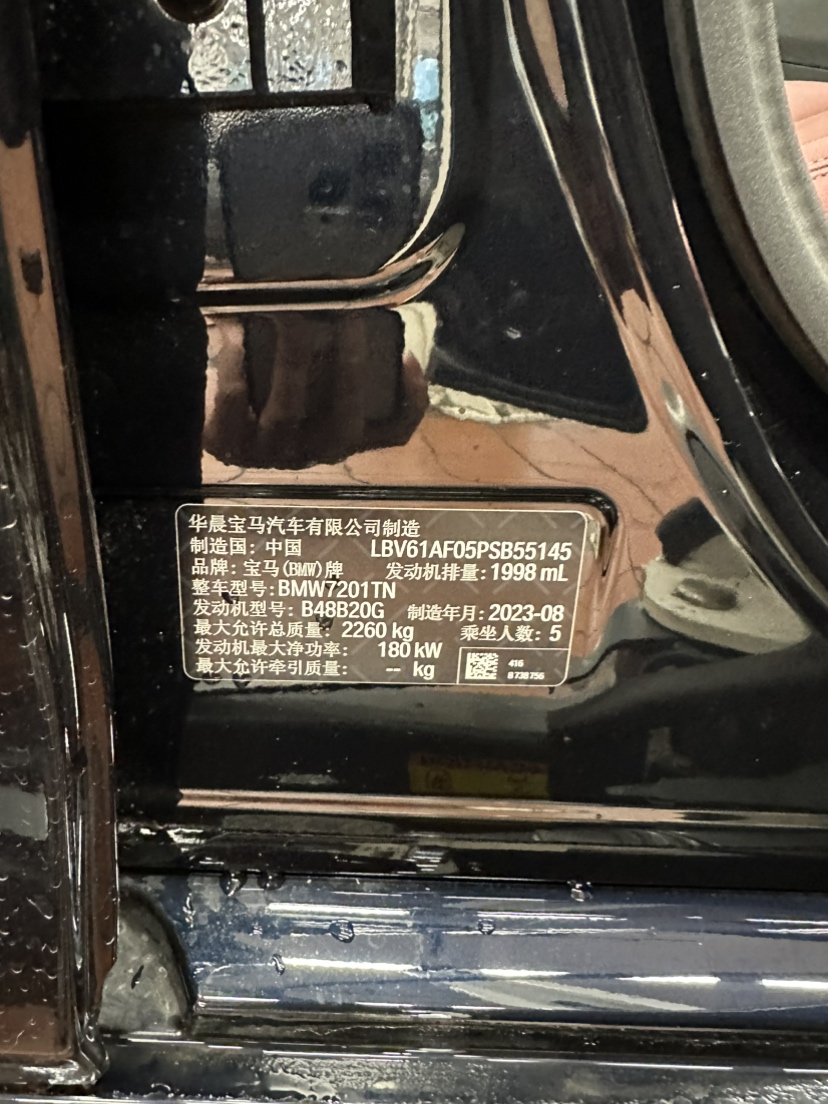 华晨宝马汽车有限公司制造
制造国: 中国 LBV61AF05PSB55145
品牌: 宝马(BMW)牌 发动机排量: 1998 mL
整车型号: BMW7201TN
发动机型号: B48B20G 制造年月: 2023-08
最大允许总质量: 2260 kg 乘坐人数: 5
发动机最大净功率: 180 kW
最大允许牵引质量: -- kg
416
8738756